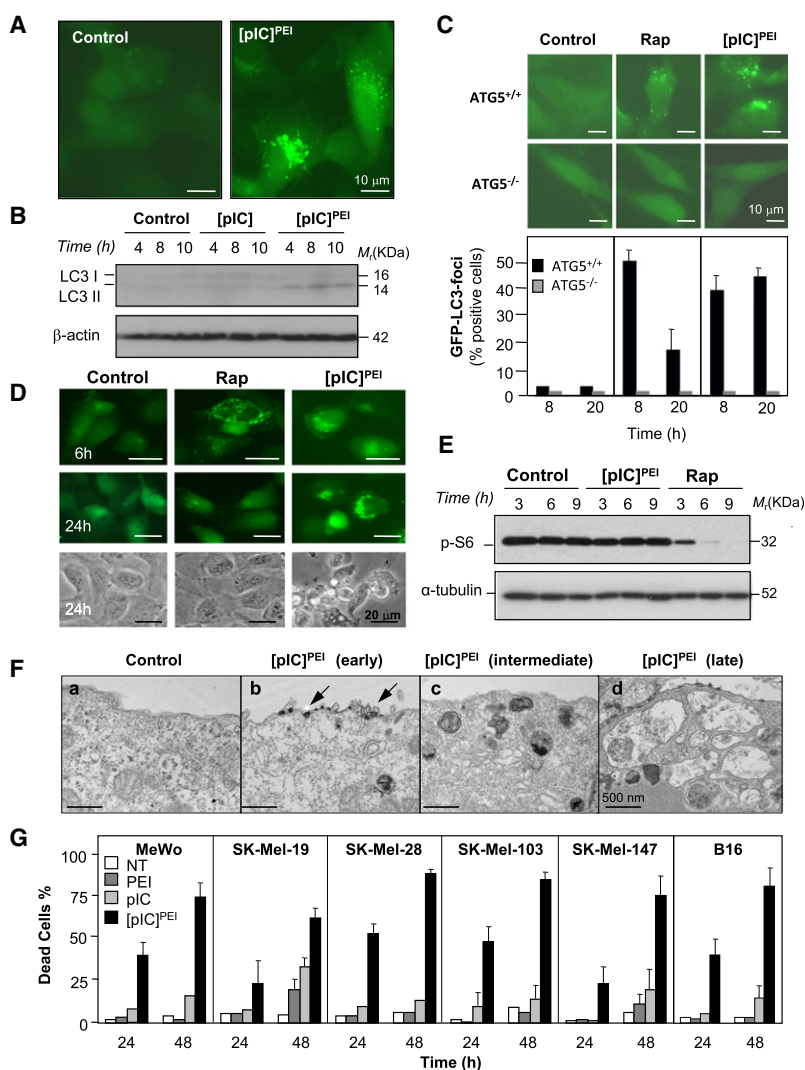 A
Control
[pIC]PEI
10 μm
B
Control [pIC] [pIC]PEI
Time (h) 4 8 10 4 8 10 4 8 10 Mr(KDa)
LC3 I 16
LC3 II 14
β-actin 42
C
Control Rap [pIC]PEI
ATG5+/+
ATG5-/-
10 μm
GFP-LC3-foci
(% positive cells)
50
40
30
20
10
0
ATG5+/+
ATG5-/-
8 20 8 20 8 20
Time (h)
D
Control Rap [pIC]PEI
6h
24h
24h
20 μm
E
Control [pIC]PEI Rap
Time (h) 3 6 9 3 6 9 3 6 9 Mr(KDa)
p-S6 32
α-tubulin 52
F
Control [pIC]PEI (early) [pIC]PEI (intermediate) [pIC]PEI (late)
a b c d
500 nm
G
MeWo SK-Mel-19 SK-Mel-28 SK-Mel-103 SK-Mel-147 B16
NT
PEI
pIC
[pIC]PEI
Dead Cells %
100
75
50
25
0
24 48 24 48 24 48 24 48 24 48 24 48
Time (h)